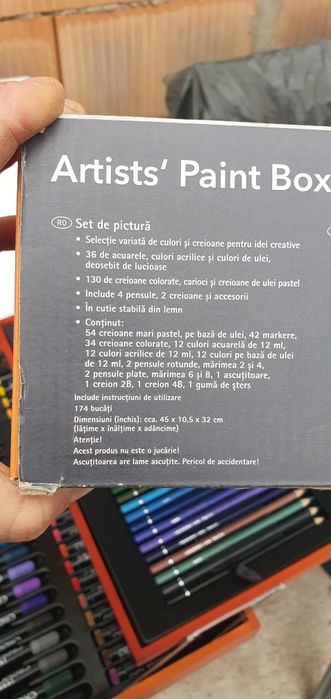 Artists' Paint Box
RO Set de pictură
• Selecție variată de culori și creioane pentru idei creative
• 36 de acuarele, culori acrilice și culori de ulei,
deosebit de lucioase
• 130 de creioane colorate, carioci și creioane de ulei pastel
• Include 4 pensule, 2 creioane și accesorii
• În cutie stabilă din lemn
• Conținut:
54 creioane mari pastel, pe bază de ulei, 42 markere,
34 creioane colorate, 12 culori acuarelă de 12 ml,
12 culori acrilice de 12 ml, 12 culori pe bază de ulei
de 12 ml, 2 pensule rotunde, mărimea 2 și 4,
2 pensule plate, mărimea 6 și 8, 1 ascuțitoare,
1 creion 2B, 1 creion 4B, 1 gumă de șters
Include instrucțiuni de utilizare
174 bucăți
Dimensiuni (închis): cca. 45 x 10,5 x 32 cm
(lățime x înălțime x adâncime)
Atenție!
Acest produs nu este o jucărie!
Ascuțitoarea are lame ascuțite. Pericol de accidentare!